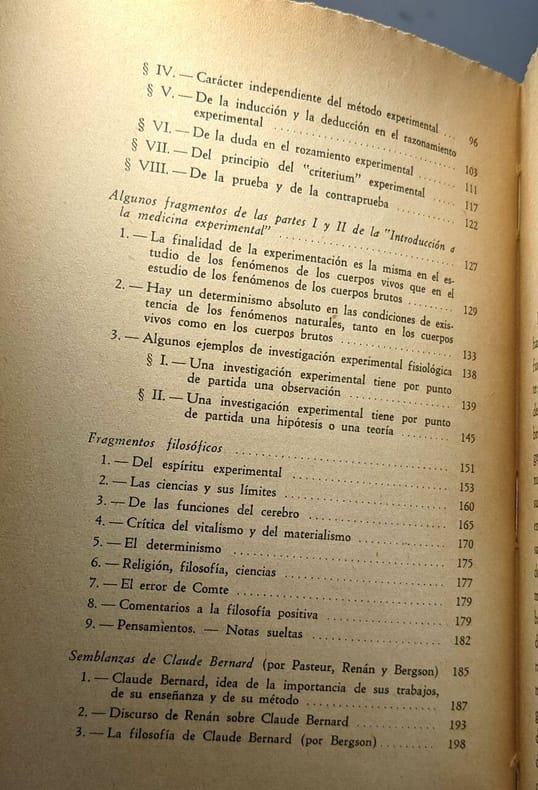 § IV. — Carácter independiente del método experimental ... 96
§ V. — De la inducción y la deducción en el razonamiento
experimental .......... 103
§ VI. — De la duda en el rozamiento experimental ..... 111
§ VII. — Del principio del "criterium" experimental .... 117
§ VIII. — De la prueba y de la contraprueba .......... 122
Algunos fragmentos de las partes I y II de la "Introducción a
la medicina experimental" .......... 127
1. — La finalidad de la experimentación es la misma en el es-
tudio de los fenómenos de los cuerpos vivos que en el
estudio de los fenómenos de los cuerpos brutos ...... 129
2. — Hay un determinismo absoluto en las condiciones de exis-
tencia de los fenómenos naturales, tanto en los cuerpos
vivos como en los cuerpos brutos .......... 133
3. — Algunos ejemplos de investigación experimental fisiológica 138
§ I. — Una investigación experimental tiene por punto
de partida una observación .......... 139
§ II. — Una investigación experimental tiene por punto
de partida una hipótesis o una teoría ........ 145
Fragmentos filosóficos .......... 151
1. — Del espíritu experimental .......... 153
2. — Las ciencias y sus límites .......... 160
3. — De las funciones del cerebro .......... 165
4. — Crítica del vitalismo y del materialismo .......... 170
5. — El determinismo .......... 175
6. — Religión, filosofía, ciencias .......... 177
7. — El error de Comte .......... 179
8. — Comentarios a la filosofía positiva .......... 179
9. — Pensamientos. — Notas sueltas .......... 182
Semblanzas de Claude Bernard (por Pasteur, Renán y Bergson) 185
1. — Claude Bernard, idea de la importancia de sus trabajos,
de su enseñanza y de su método .......... 187
2. — Discurso de Renán sobre Claude Bernard .......... 193
3. — La filosofía de Claude Bernard (por Bergson) ........ 198